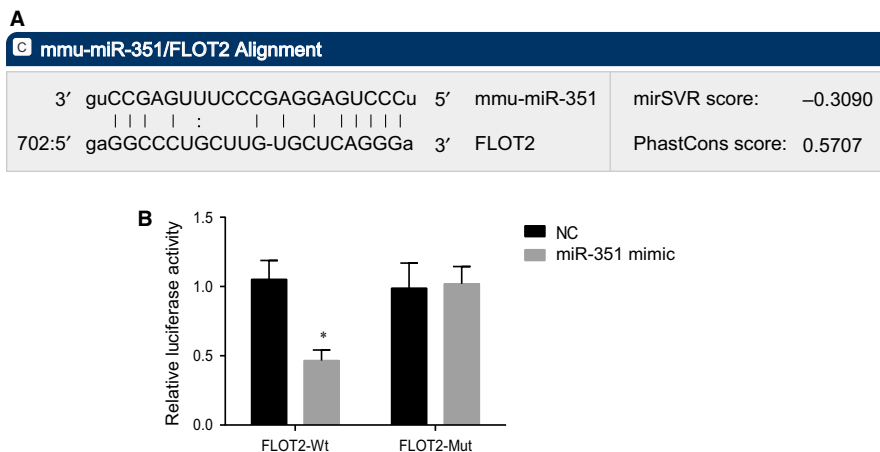 A
C mmu-miR-351/FLOT2 Alignment
3′ guCCGAGUUUCCCGAGGAGUCCCu 5′ mmu-miR-351 mirSVR score: –0.3090
| | | | : | | | | | | | |
702:5′ gaGGCCCUGCUUG-UGCUCAGGGa 3′ FLOT2 PhastCons score: 0.5707
B
1.5
1.0
0.5
0.0
Relative luciferase activity
*
FLOT2-Wt FLOT2-Mut
NC
miR-351 mimic